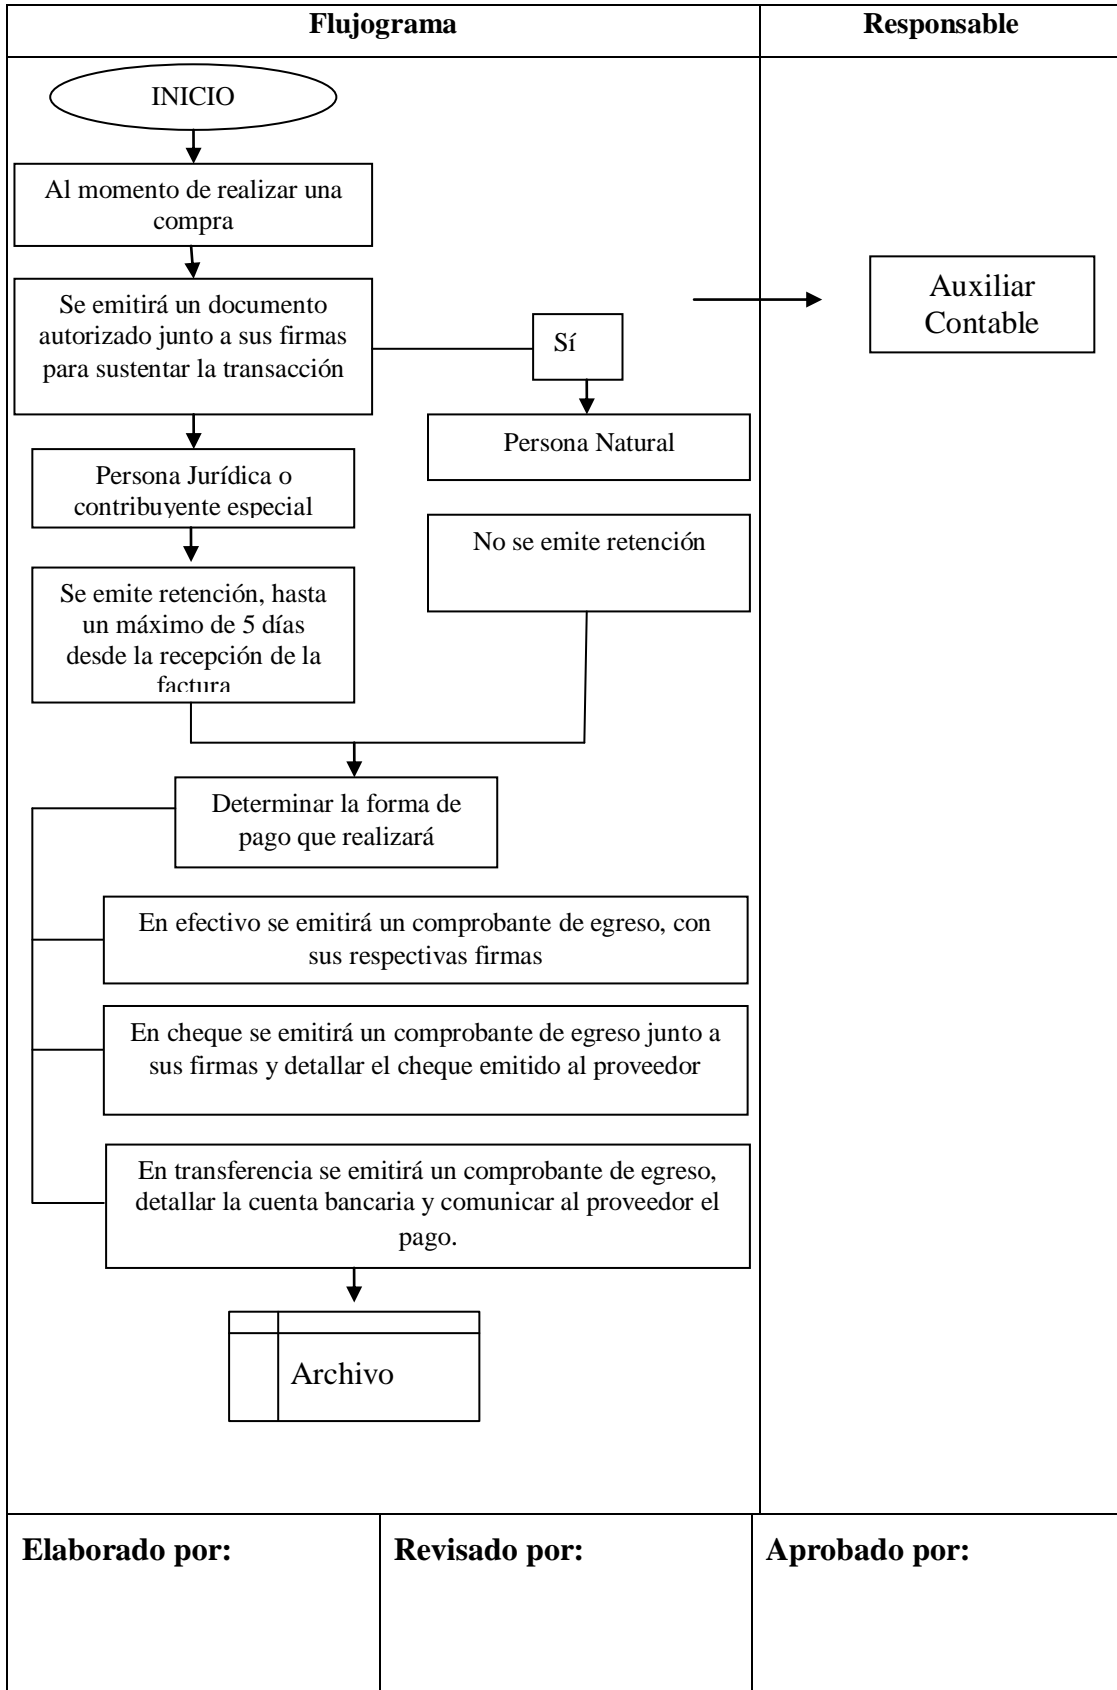 Flujograma
Responsable
INICIO
Al momento de realizar una
compra
Se emitirá un documento
autorizado junto a sus firmas
para sustentar la transacción
Sí
Auxiliar
Contable
Persona Natural
Persona Jurídica o
contribuyente especial
No se emite retención
Se emite retención, hasta
un máximo de 5 días
desde la recepción de la
factura
Determinar la forma de
pago que realizará
En efectivo se emitirá un comprobante de egreso, con
sus respectivas firmas
En cheque se emitirá un comprobante de egreso junto a
sus firmas y detallar el cheque emitido al proveedor
En transferencia se emitirá un comprobante de egreso,
detallar la cuenta bancaria y comunicar al proveedor el
pago.
Archivo
Elaborado por:
Revisado por:
Aprobado por: